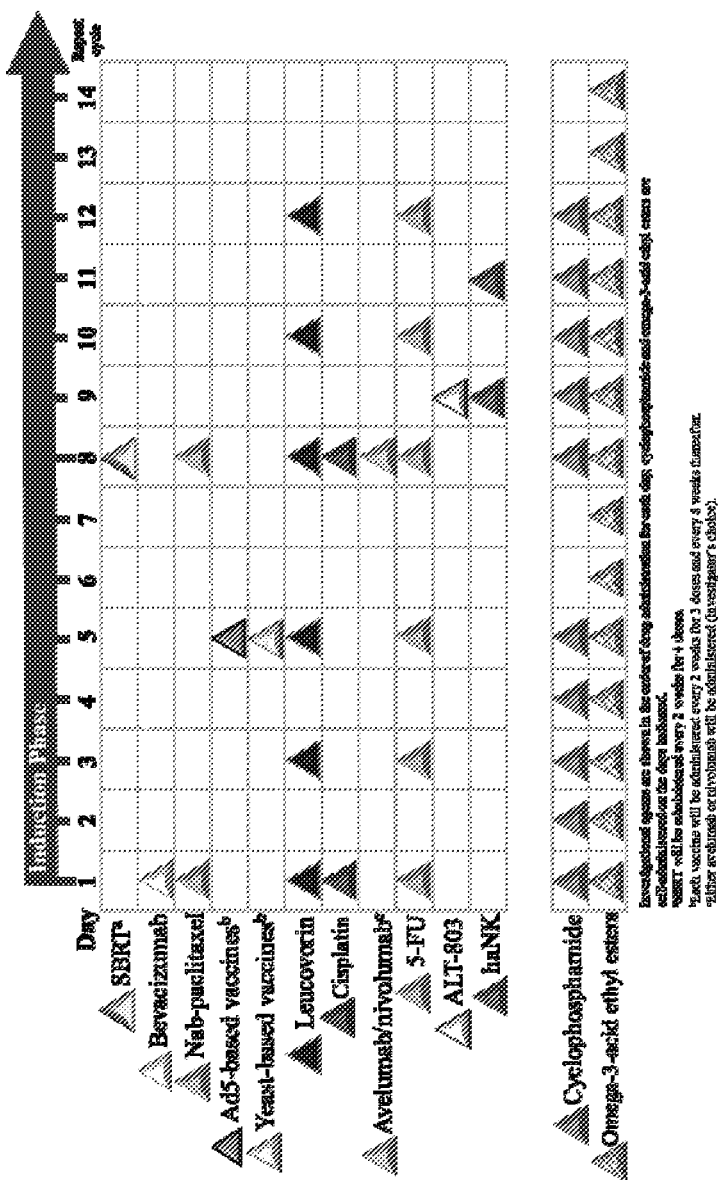 Induction Phase
Repeat
cycle
Day 1 2 3 4 5 6 7 8 9 10 11 12 13 14
SBRTᵃ
Bevacizumab
Nab-paclitaxel
Ad5-based vaccinesᵇ
Yeast-based vaccinesᵇ
Leucovorin
Cisplatin
Avelumab/nivolumabᶜ
5-FU
ALT-803
haNK
Cyclophosphamide
Omega-3-acid ethyl esters
Investigational agents are shown in the order of drug administration for each day, cyclophosphamide and omega-3-acid ethyl esters are
self-administered on the days indicated.
ᵃSBRT will be administered every 2 weeks for 4 doses.
ᵇEach vaccine will be administered every 2 weeks for 3 doses and every 8 weeks thereafter.
ᶜEither avelumab or nivolumab will be administered (investigator's choice).